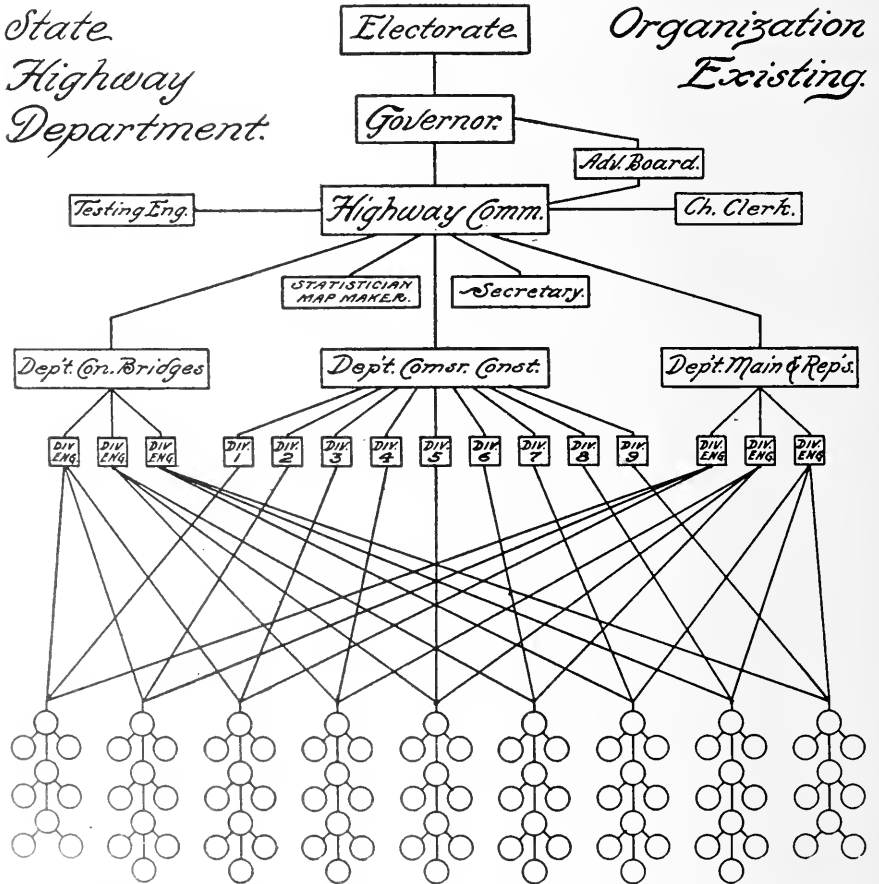 State
Highway
Department.
Organization
Existing.
Electorate
Governor.
Adv. Board.
Testing Eng.
Highway Comm.
Ch. Clerk.
STATISTICIAN
MAP MAKER.
Secretary.
Dep't. Con. Bridges
Dep't. Comsr. Const.
Dep't. Main & Rep's.
DIV. ENG
DIV. ENG
DIV. ENG
DIV. 1
DIV. 2
DIV. 3
DIV. 4
DIV. 5
DIV. 6
DIV. 7
DIV. 8
DIV. 9
DIV. ENG
DIV. ENG
DIV. ENG